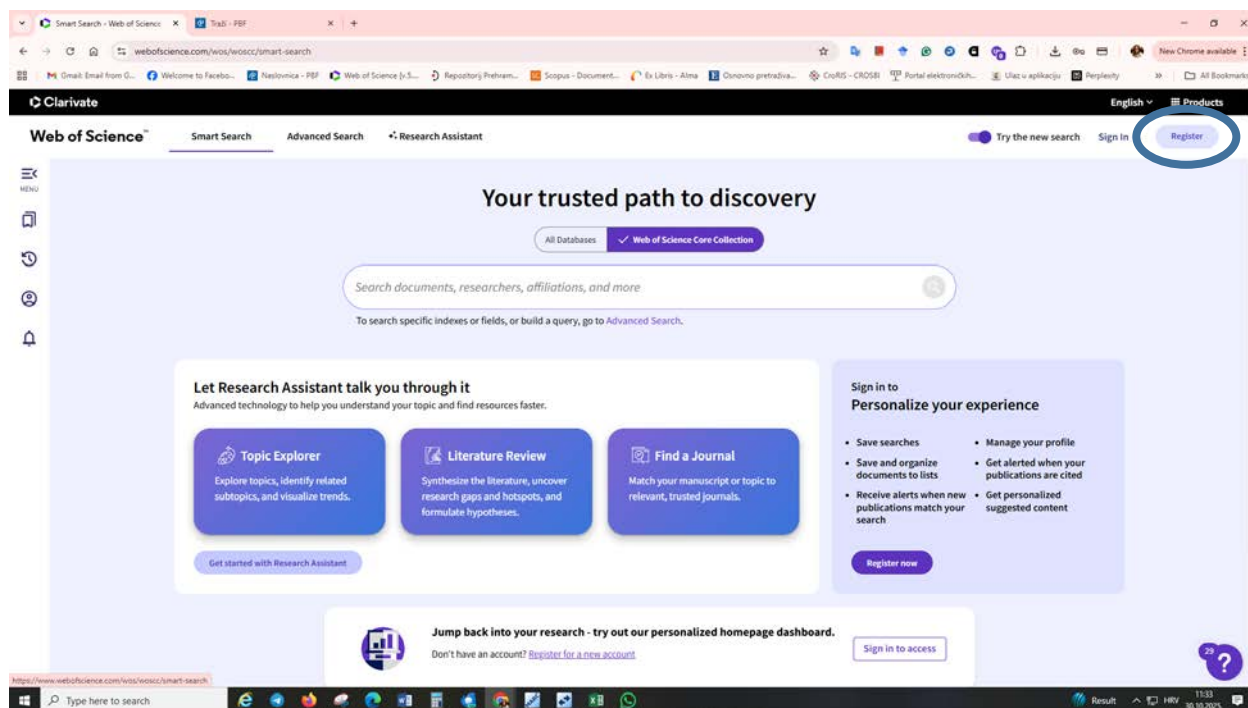 Smart Search - Web of Science
Traži - PBF
webofscience.com/wos/woscc/smart-search
New Chrome available
Gmail: Email from G...
Welcome to Facebo...
Naslovnica - PBF
Web of Science [v.5...
Repozitorij Prehram...
Scopus - Document...
Ex Libris - Alma
Osnovno pretraživa...
CroRIS - CROSBI
Portal elektroničkih...
Ulaz u aplikaciju
Perplexity
All Bookmarks
Clarivate
English
Products
Web of Science™
Smart Search
Advanced Search
Research Assistant
Try the new search
Sign In
Register
MENU
Your trusted path to discovery
All Databases
Web of Science Core Collection
Search documents, researchers, affiliations, and more
To search specific indexes or fields, or build a query, go to Advanced Search.
Let Research Assistant talk you through it
Advanced technology to help you understand your topic and find resources faster.
Topic Explorer
Explore topics, identify related
subtopics, and visualize trends.
Literature Review
Synthesize the literature, uncover
research gaps and hotspots, and
formulate hypotheses.
Find a Journal
Match your manuscript or topic to
relevant, trusted journals.
Get started with Research Assistant
Sign in to
Personalize your experience
• Save searches
• Save and organize
documents to lists
• Receive alerts when new
publications match your
search
• Manage your profile
• Get alerted when your
publications are cited
• Get personalized
suggested content
Register now
Jump back into your research - try out our personalized homepage dashboard.
Don't have an account? Register for a new account
Sign in to access
29
?
https://www.webofscience.com/wos/woscc/smart-search
Type here to search
Result
HRV
11:33
30.10.2025.